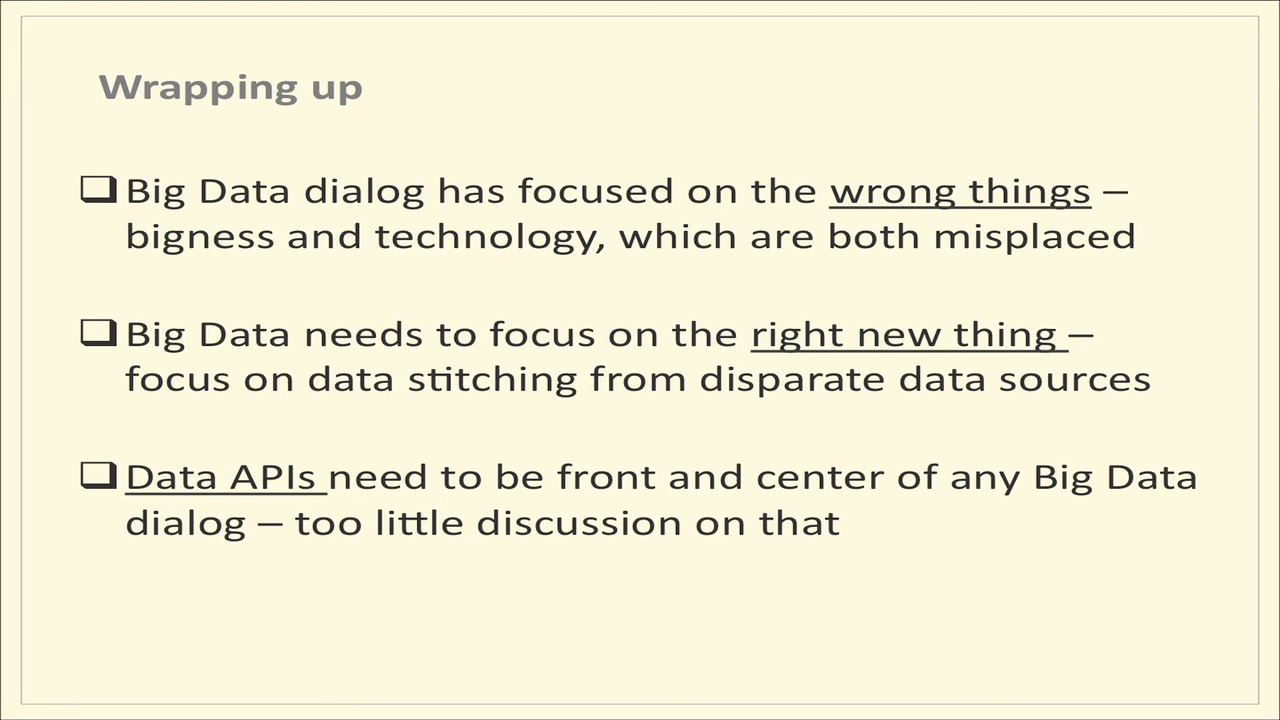 Wrapping up
❑ Big Data dialog has focused on the wrong things –
bigness and technology, which are both misplaced
❑ Big Data needs to focus on the right new thing –
focus on data stitching from disparate data sources
❑ Data APIs need to be front and center of any Big Data
dialog – too little discussion on that